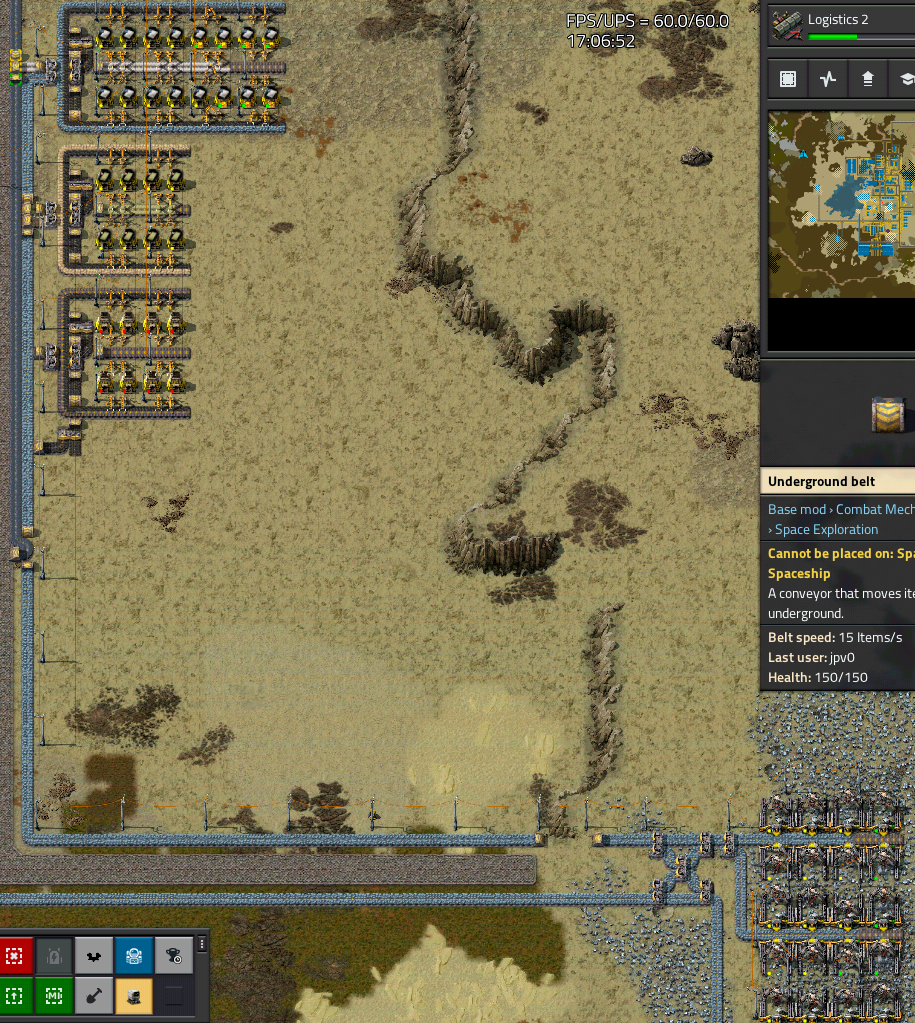 FPS/UPS = 60.0/60.0
17:06:52
Logistics 2
Underground belt
Base mod › Combat Mech
› Space Exploration
Cannot be placed on: Spa
Spaceship
A conveyor that moves ite
underground.
Belt speed: 15 Items/s
Last user: jpv0
Health: 150/150